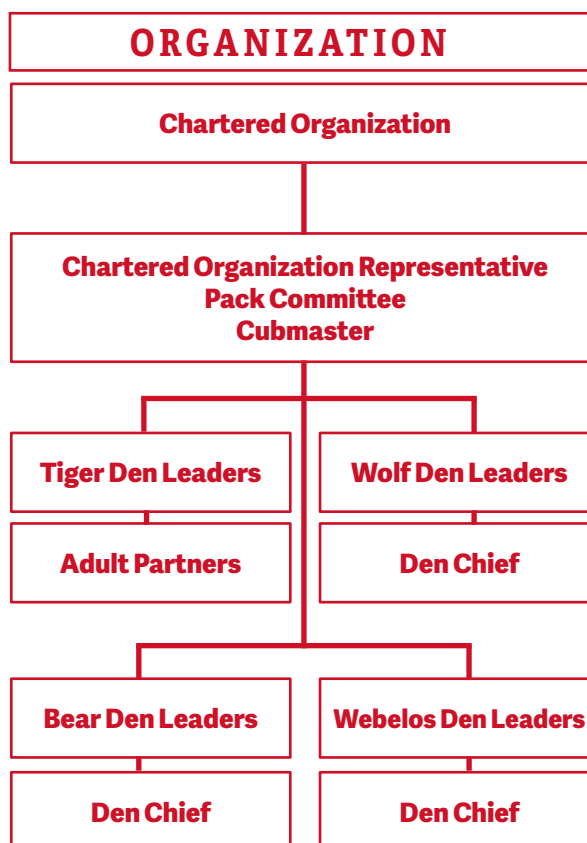 ORGANIZATION
Chartered Organization
Chartered Organization Representative
Pack Committee
Cubmaster
Tiger Den Leaders
Wolf Den Leaders
Adult Partners
Den Chief
Bear Den Leaders
Webelos Den Leaders
Den Chief
Den Chief